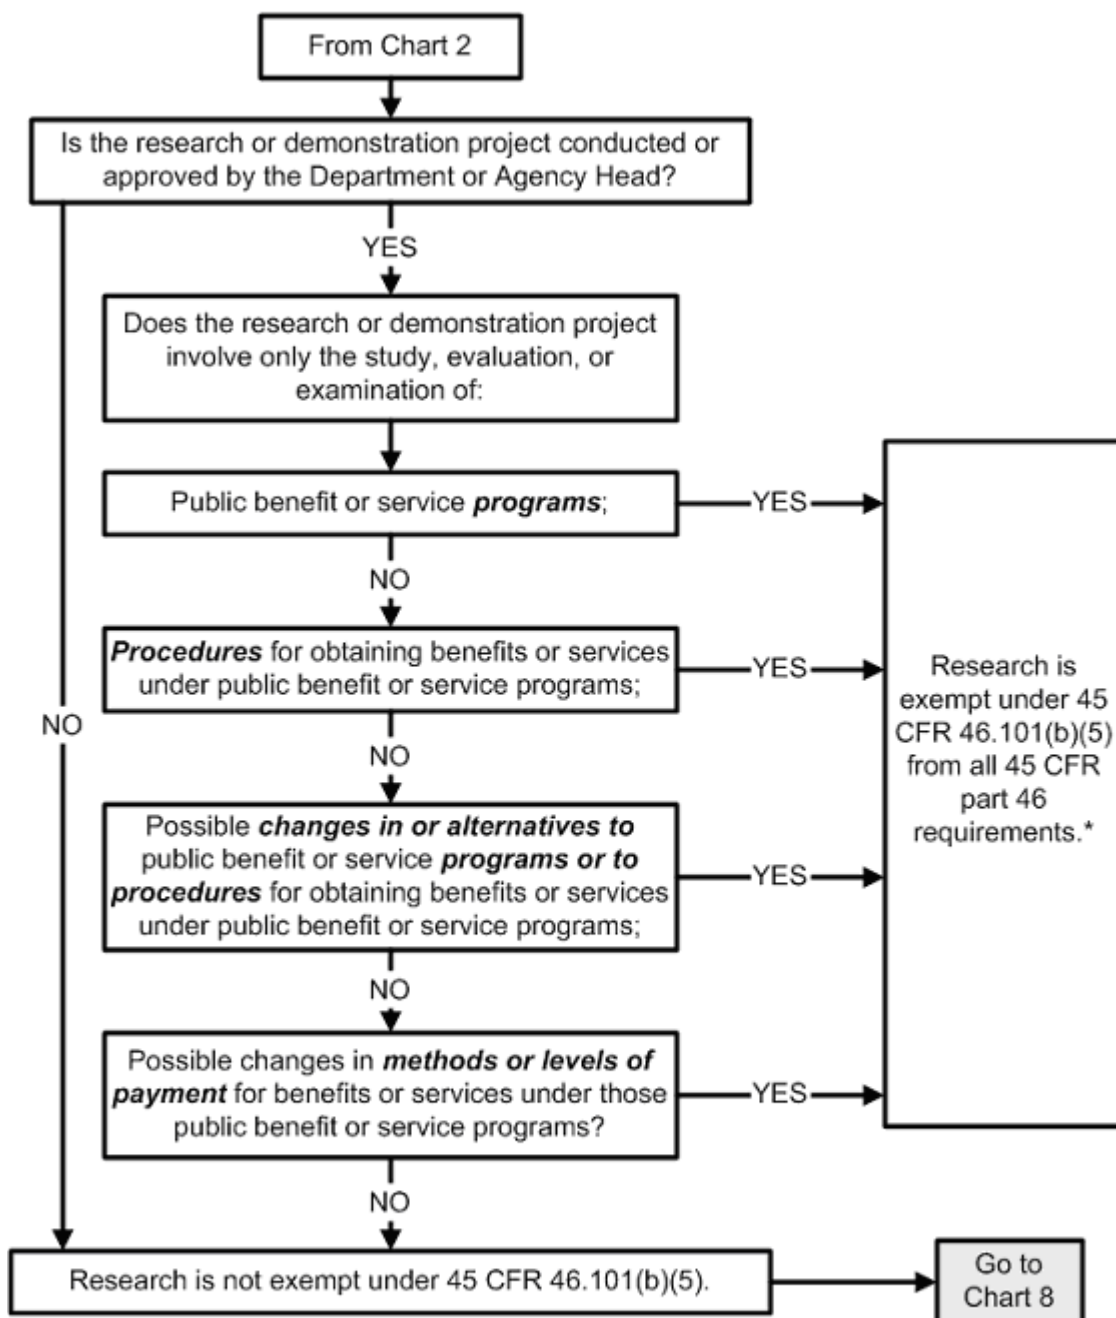 From Chart 2
Is the research or demonstration project conducted or
approved by the Department or Agency Head?
YES
Does the research or demonstration project
involve only the study, evaluation, or
examination of:
Public benefit or service programs;
YES
NO
Procedures for obtaining benefits or services
under public benefit or service programs;
YES
NO
NO
Possible changes in or alternatives to
public benefit or service programs or to
procedures for obtaining benefits or services
under public benefit or service programs;
YES
NO
Possible changes in methods or levels of
payment for benefits or services under those
public benefit or service programs?
YES
NO
Research is
exempt under 45
CFR 46.101(b)(5)
from all 45 CFR
part 46
requirements.*
Research is not exempt under 45 CFR 46.101(b)(5).
Go to
Chart 8